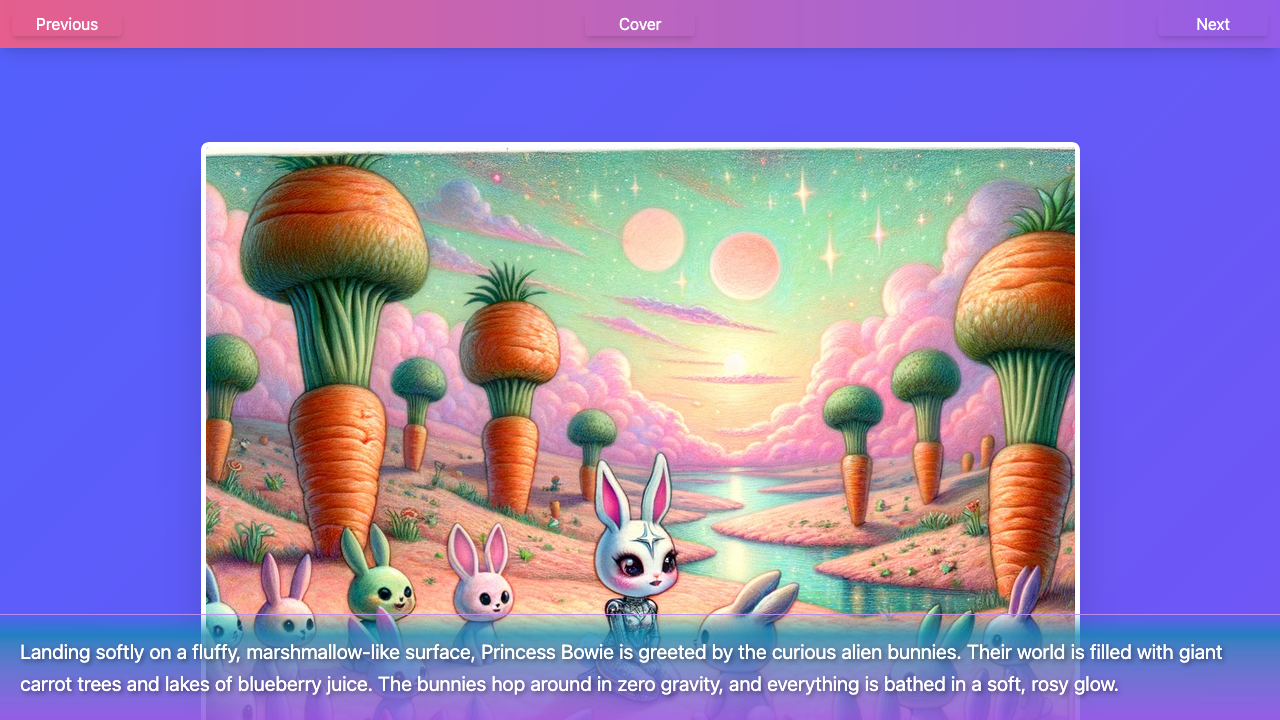 Previous
Cover
Next
Landing softly on a fluffy, marshmallow-like surface, Princess Bowie is greeted by the curious alien bunnies. Their world is filled with giant
carrot trees and lakes of blueberry juice. The bunnies hop around in zero gravity, and everything is bathed in a soft, rosy glow.